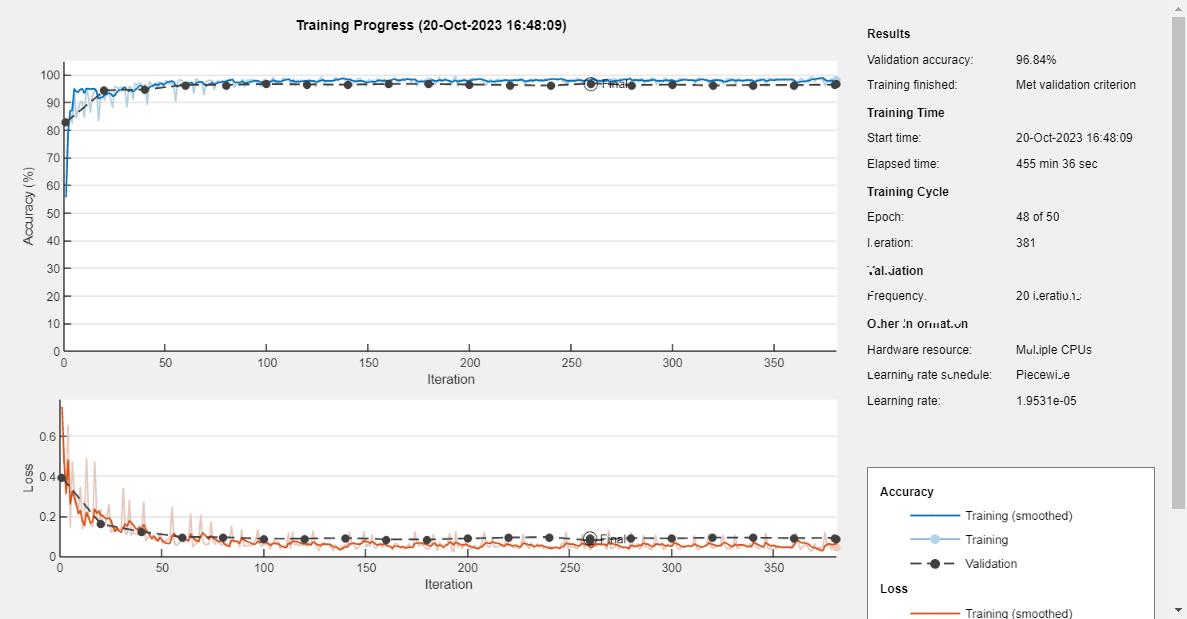 Training Progress (20-Oct-2023 16:48:09)
100
90
80
70
60
50
40
30
20
10
0
Accuracy (%)
Final
0 50 100 150 200 250 300 350
Iteration
0.6
0.4
0.2
0
Loss
Final
0 50 100 150 200 250 300 350
Iteration
Results
Validation accuracy: 96.84%
Training finished: Met validation criterion
Training Time
Start time: 20-Oct-2023 16:48:09
Elapsed time: 455 min 36 sec
Training Cycle
Epoch: 48 of 50
Iteration: 381
Validation
Frequency: 20 iterations
Other Information
Hardware resource: Multiple CPUs
Learning rate schedule: Piecewise
Learning rate: 1.9531e-05
Accuracy
Training (smoothed)
Training
Validation
Loss
Training (smoothed)